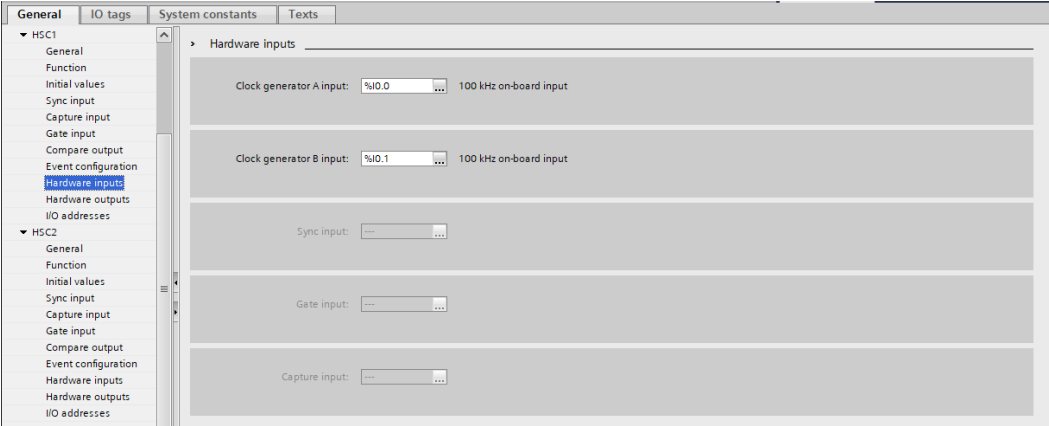 General IO tags System constants Texts
HSC1
General
Function
Initial values
Sync input
Capture input
Gate input
Compare output
Event configuration
Hardware inputs
Hardware outputs
I/O addresses
HSC2
General
Function
Initial values
Sync input
Capture input
Gate input
Compare output
Event configuration
Hardware inputs
Hardware outputs
I/O addresses
Hardware inputs
Clock generator A input: %I0.0 ... 100 kHz on-board input
Clock generator B input: %I0.1 ... 100 kHz on-board input
Sync input: --- ...
Gate input: --- ...
Capture input: --- ...